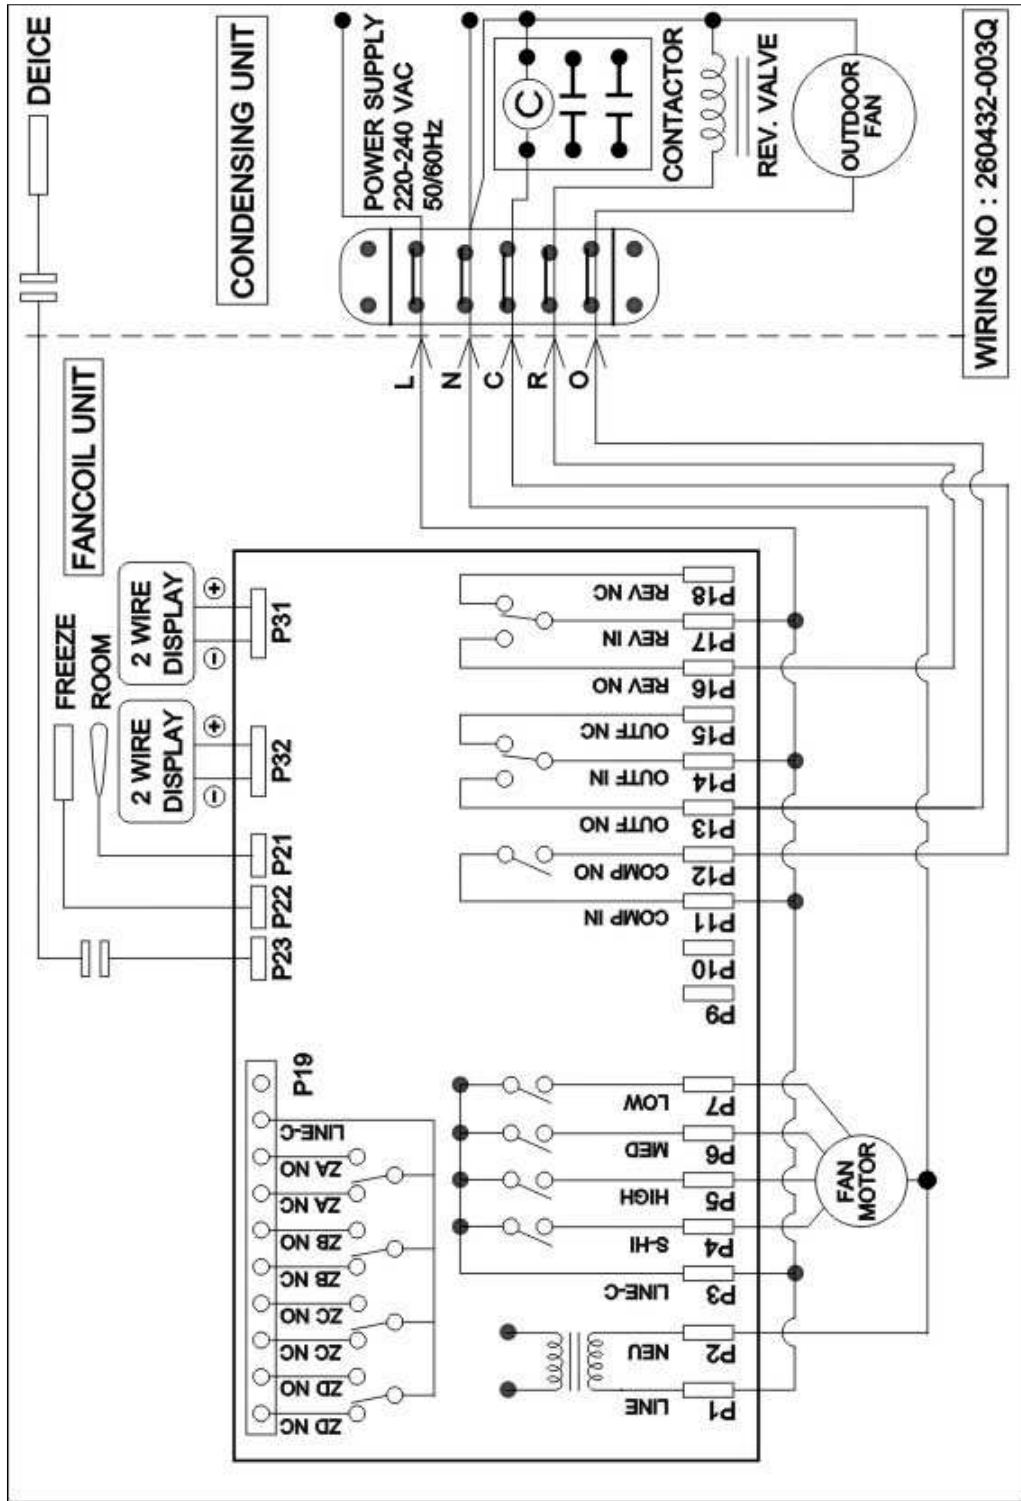 DEICE
CONDENSING UNIT
POWER SUPPLY
220-240 VAC
50/60Hz
C
CONTACTOR
REV. VALVE
OUTDOOR
FAN
WIRING NO : 260432-003Q
FANCOIL UNIT
L
N
C
R
O
FREEZE
ROOM
2 WIRE
DISPLAY
+
-
P31
2 WIRE
DISPLAY
+
-
P32
P21
P22
P23
REV NC
P18
REV IN
P17
REV NO
P16
OUTF NC
P15
OUTF IN
P14
OUTF NO
P13
COMP NO
P12
COMP IN
P11
P10
P9
P19
LINE-C
ZA NO
ZA NC
ZB NO
ZB NC
ZC NO
ZC NC
ZD NO
ZD NC
LOW
P7
MED
P6
HIGH
P5
S-HI
P4
LINE-C
P3
NEU
P2
LINE
P1
FAN
MOTOR